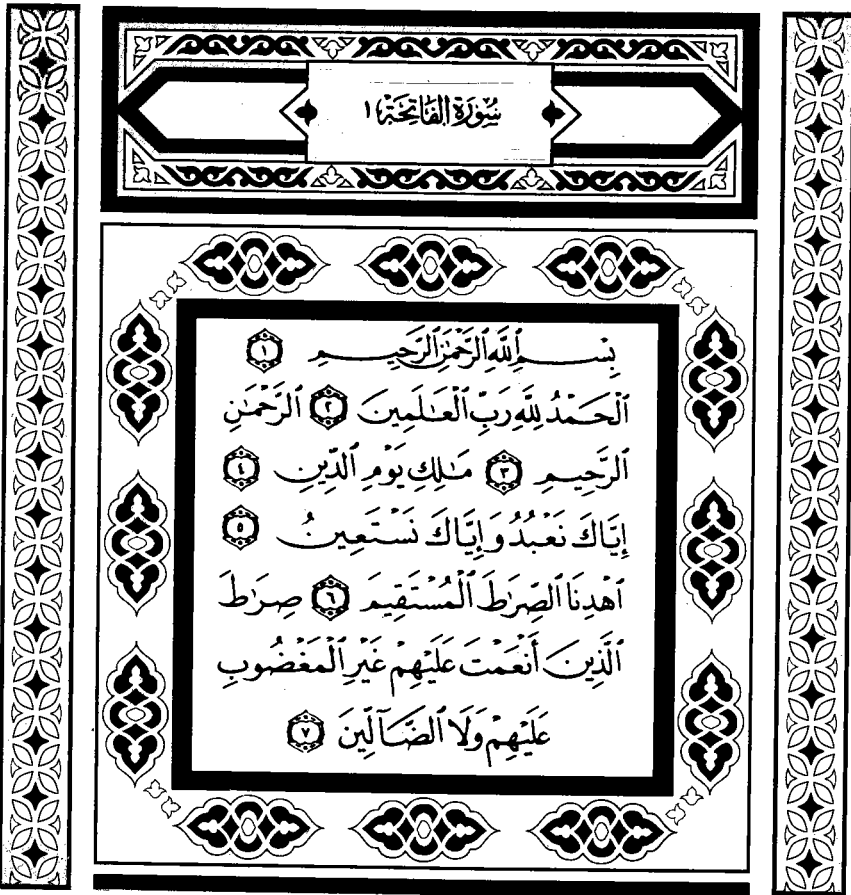 سُورَةُ الفَاتِحَةِ ١
بِسْمِ ٱللَّهِ ٱلرَّحْمَٰنِ ٱلرَّحِيمِ ١
ٱلْحَمْدُ لِلَّهِ رَبِّ ٱلْعَٰلَمِينَ ٢ ٱلرَّحْمَٰنِ
ٱلرَّحِيمِ ٣ مَٰلِكِ يَوْمِ ٱلدِّينِ ٤
إِيَّاكَ نَعْبُدُ وَإِيَّاكَ نَسْتَعِينُ ٥
ٱهْدِنَا ٱلصِّرَٰطَ ٱلْمُسْتَقِيمَ ٦ صِرَٰطَ
ٱلَّذِينَ أَنْعَمْتَ عَلَيْهِمْ غَيْرِ ٱلْمَغْضُوبِ
عَلَيْهِمْ وَلَا ٱلضَّآلِّينَ ٧